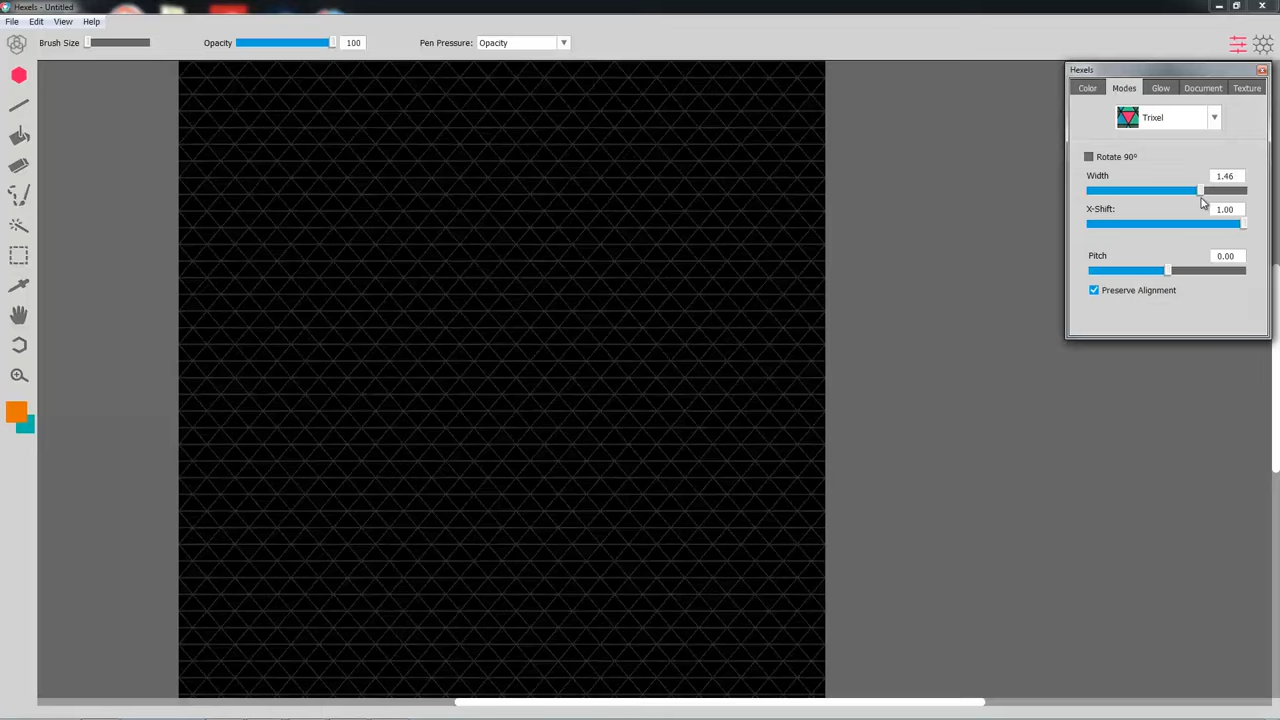 Hexels - Untitled
File Edit View Help
Brush Size Opacity 100 Pen Pressure: Opacity
Hexels
Color Modes Glow Document Texture
Trixel
Rotate 90º
Width 1.46
X-Shift: 1.00
Pitch 0.00
Preserve Alignment